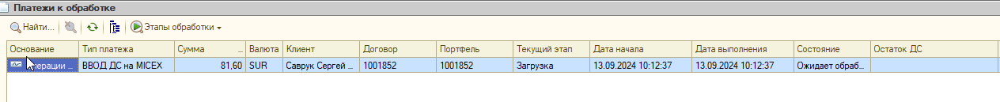 Платежи к обработке
Найти... Этапы обработки
Основание Тип платежа Сумма ... Валюта Клиент Договор Портфель Текущий этап Дата начала Дата выполнения Состояние Остаток ДС
ВВОД ДС на MICEX 81,60 SUR Саврук Сергей ... 1001852 1001852 Загрузка 13.09.2024 10:12:37 13.09.2024 10:12:37 Ожидает обраб...